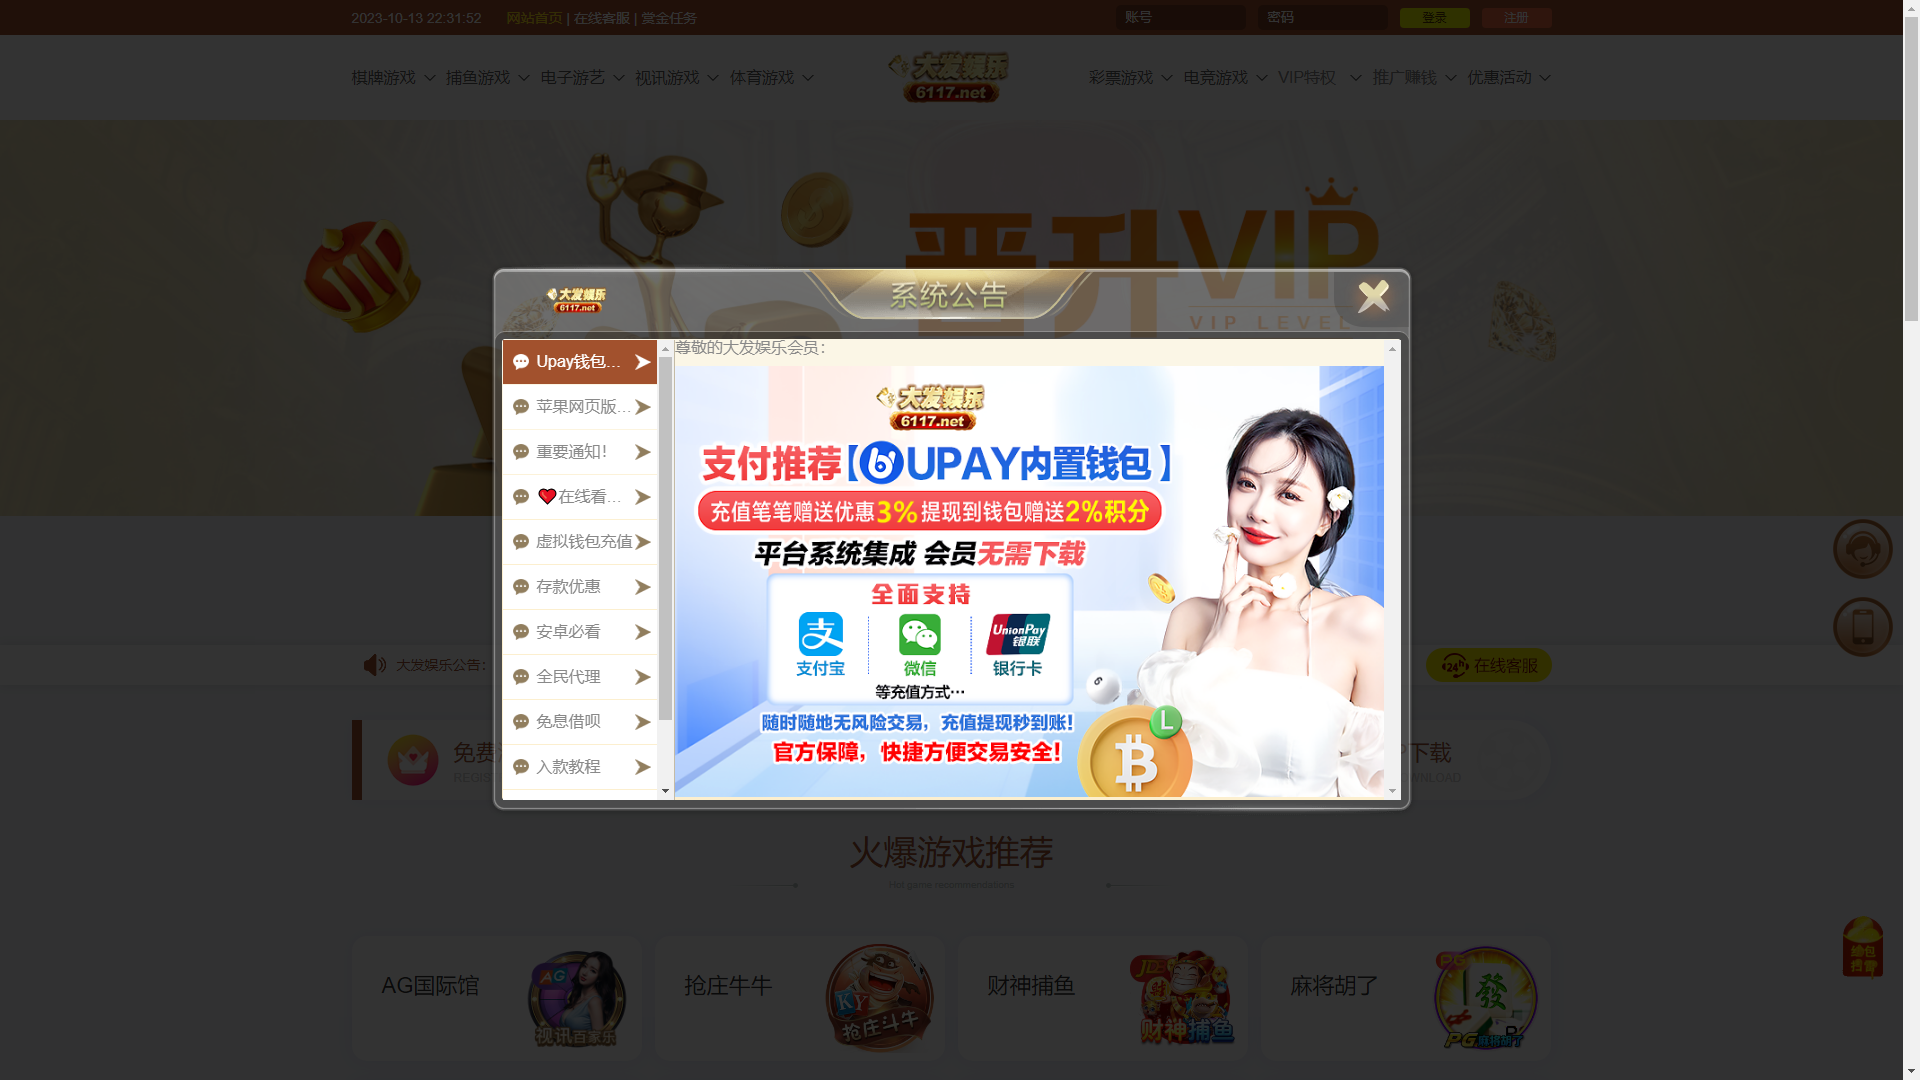 2023-10-13 22:31:52 网站首页 | 在线客服 | 赏金任务
账号 密码 登录 注册
棋牌游戏 捕鱼游戏 电子游艺 视讯游戏 体育游戏
大发娱乐
6117.net
彩票游戏 电竞游戏 VIP特权 推广赚钱 优惠活动
晋升VIP
VIP LEVEL
大发娱乐
6117.net
系统公告
Upay钱包...
苹果网页版...
重要通知！
❤️在线看...
虚拟钱包充值
存款优惠
安卓必看
全民代理
免息借呗
入款教程
尊敬的大发娱乐会员：
大发娱乐
6117.net
支付推荐【UPAY内置钱包】
充值笔笔赠送优惠3% 提现到钱包赠送2%积分
平台系统集成 会员无需下载
全面支持
支
UnionPay
银联
支付宝 微信 银行卡
等充值方式···
随时随地无风险交易，充值提现秒到账！
官方保障，快捷方便交易安全！
6
L
大发娱乐公告：
24h 在线客服
免费
REGIS
P下载
OWNLOAD
火爆游戏推荐
Hot game recommendations
AG国际馆
AG
视讯百家乐
抢庄牛牛
KY
抢庄斗牛
财神捕鱼
JDB
财
财神捕鱼
麻将胡了
PG
發
PG麻将胡了